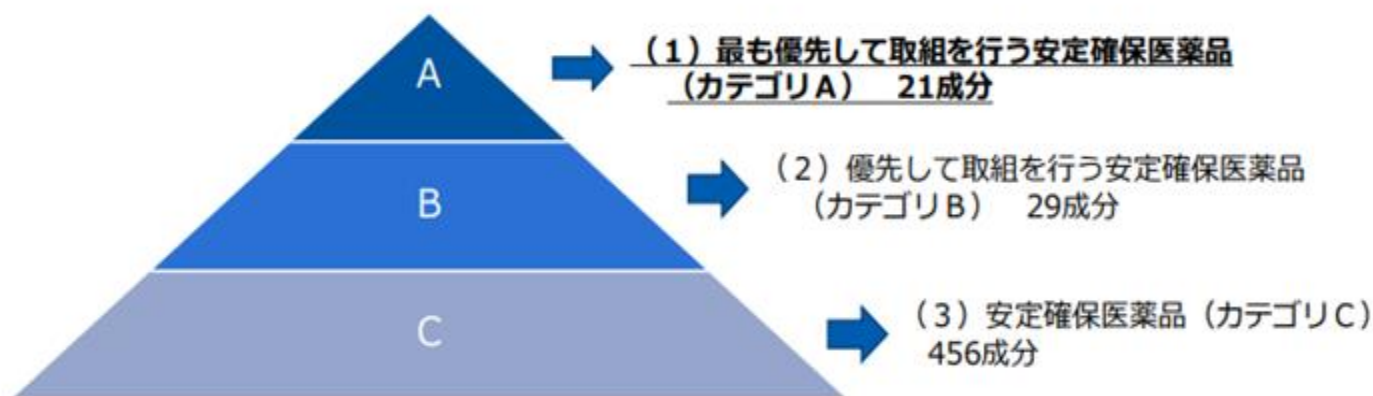 A
(1)最も優先して取組を行う安定確保医薬品
(カテゴリA) 21成分
B
(2)優先して取組を行う安定確保医薬品
(カテゴリB) 29成分
C
(3)安定確保医薬品(カテゴリC)
456成分